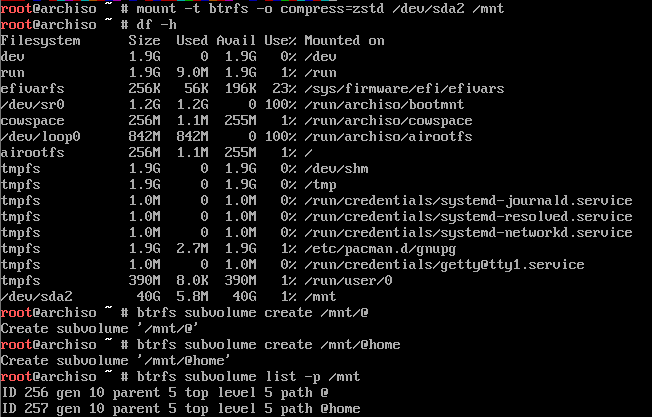 root@archiso ~ # mount -t btrfs -o compress=zstd /dev/sda2 /mnt
root@archiso ~ # df -h
Filesystem      Size  Used Avail Use% Mounted on
dev             1.9G     0  1.9G   0% /dev
run             1.9G  9.0M  1.9G   1% /run
efivarfs        256K   56K  196K  23% /sys/firmware/efi/efivars
/dev/sr0        1.2G  1.2G     0 100% /run/archiso/bootmnt
cowspace        256M  1.1M  255M   1% /run/archiso/cowspace
/dev/loop0      842M  842M     0 100% /run/archiso/airootfs
airootfs        256M  1.1M  255M   1% /
tmpfs           1.9G     0  1.9G   0% /dev/shm
tmpfs           1.9G     0  1.9G   0% /tmp
tmpfs           1.0M     0  1.0M   0% /run/credentials/systemd-journald.service
tmpfs           1.0M     0  1.0M   0% /run/credentials/systemd-resolved.service
tmpfs           1.0M     0  1.0M   0% /run/credentials/systemd-networkd.service
tmpfs           1.9G  2.7M  1.9G   1% /etc/pacman.d/gnupg
tmpfs           1.0M     0  1.0M   0% /run/credentials/getty@tty1.service
tmpfs           390M  8.0K  390M   1% /run/user/0
/dev/sda2        40G  5.8M   40G   1% /mnt
root@archiso ~ # btrfs subvolume create /mnt/@
Create subvolume '/mnt/@'
root@archiso ~ # btrfs subvolume create /mnt/@home
Create subvolume '/mnt/@home'
root@archiso ~ # btrfs subvolume list -p /mnt
ID 256 gen 10 parent 5 top level 5 path @
ID 257 gen 10 parent 5 top level 5 path @home